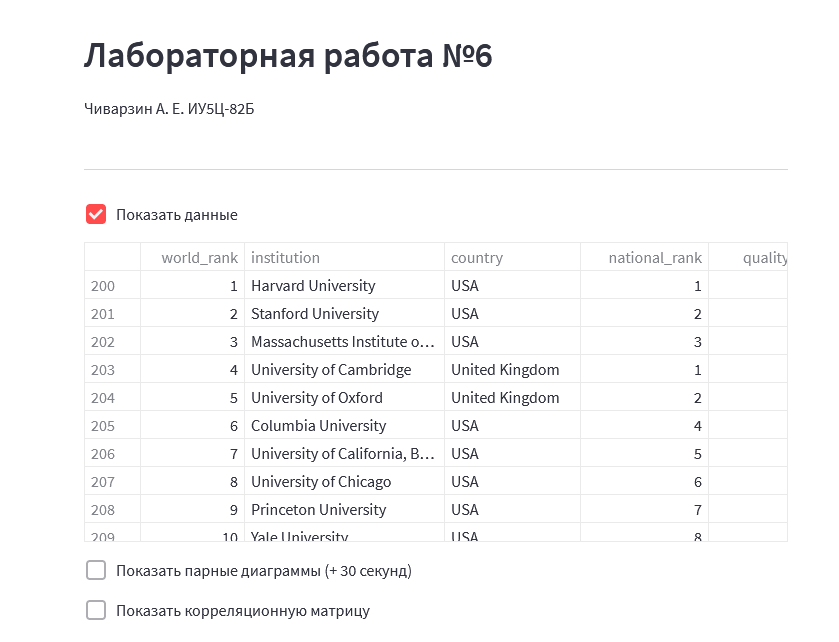 Лабораторная работа №6
Чиварзин А. Е. ИУ5Ц-82Б
Показать данные
world_rank institution country national_rank quality
200 1 Harvard University USA 1
201 2 Stanford University USA 2
202 3 Massachusetts Institute o… USA 3
203 4 University of Cambridge United Kingdom 1
204 5 University of Oxford United Kingdom 2
205 6 Columbia University USA 4
206 7 University of California, B… USA 5
207 8 University of Chicago USA 6
208 9 Princeton University USA 7
209 10 Yale University USA 8
Показать парные диаграммы (+ 30 секунд)
Показать корреляционную матрицу